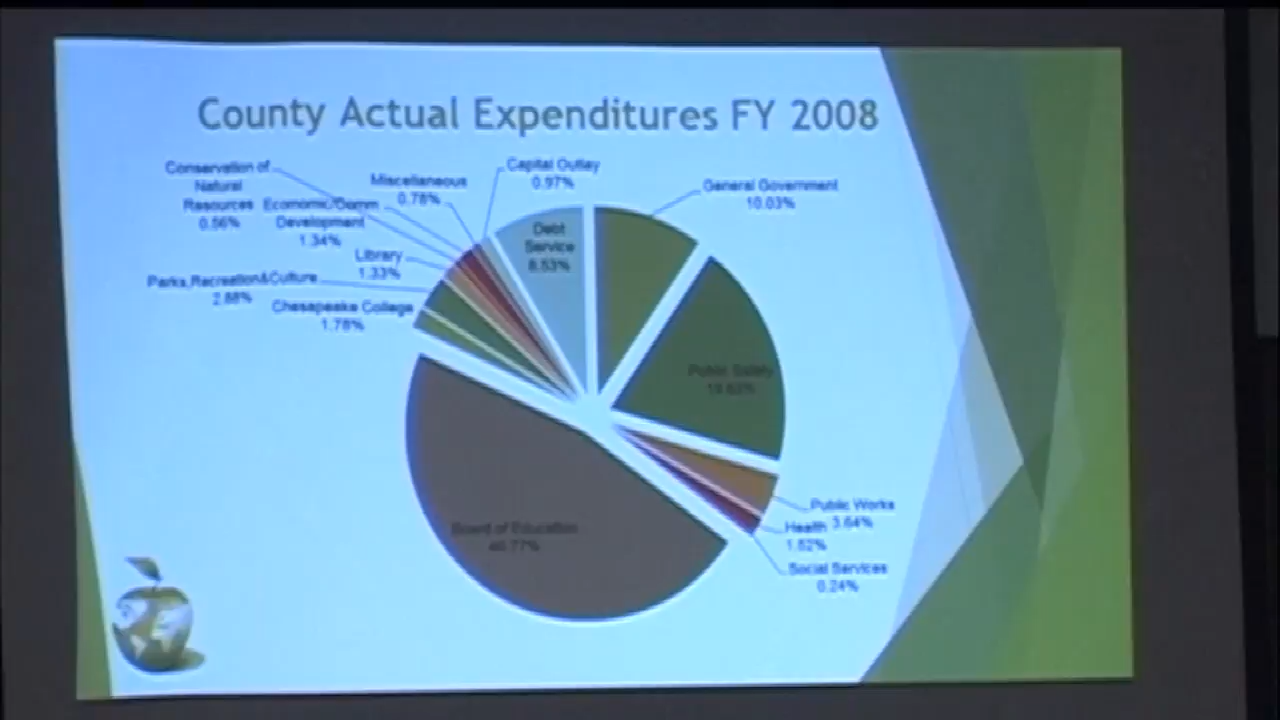 County Actual Expenditures FY 2008
Conservation of
Natural
Resources
0.56%
Economic/Comm
Development
1.34%
Miscellaneous
0.78%
Capital Outlay
0.97%
General Government
10.03%
Debt
Service
8.53%
Library
1.33%
Parks,Recreation&Culture
2.88%
Chesapeake College
1.78%
Public Safety
Public Works
3.64%
Health
1.82%
Social Services
0.24%
Board of Education